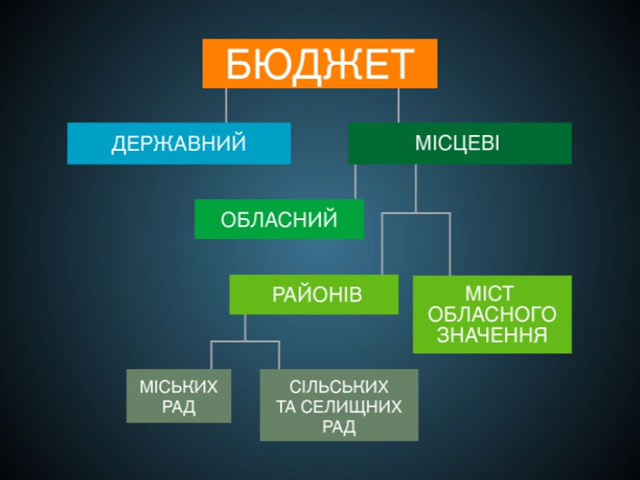 БЮДЖЕТ
ДЕРЖАВНИЙ
МІСЦЕВІ
ОБЛАСНИЙ
РАЙОНІВ
МІСТ
ОБЛАСНОГО
ЗНАЧЕННЯ
МІСЬКИХ
РАД
СІЛЬСЬКИХ
ТА СЕЛИЩНИХ
РАД